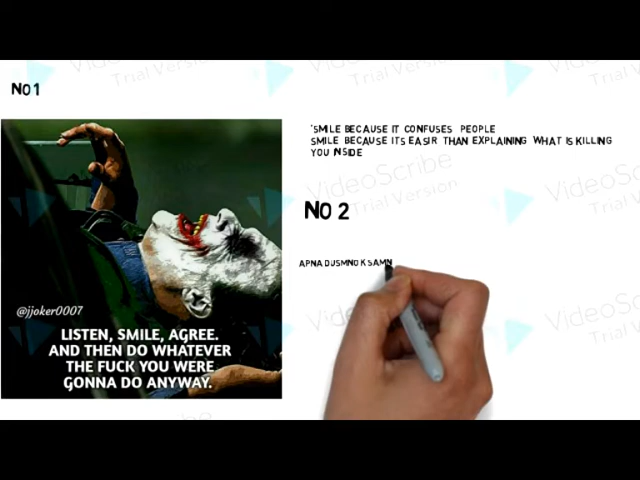 NO 1
'SMILE BECAUSE IT CONFUSES PEOPLE
SMILE BECAUSE ITS EASIR THAN EXPLAINING WHAT IS KILLING
YOU INSIDE
NO 2
APNA DUSMNO K SAMN
@jjoker0007
LISTEN, SMILE, AGREE.
AND THEN DO WHATEVER
THE FUCK YOU WERE
GONNA DO ANYWAY.
VideoScribe
Trial Version